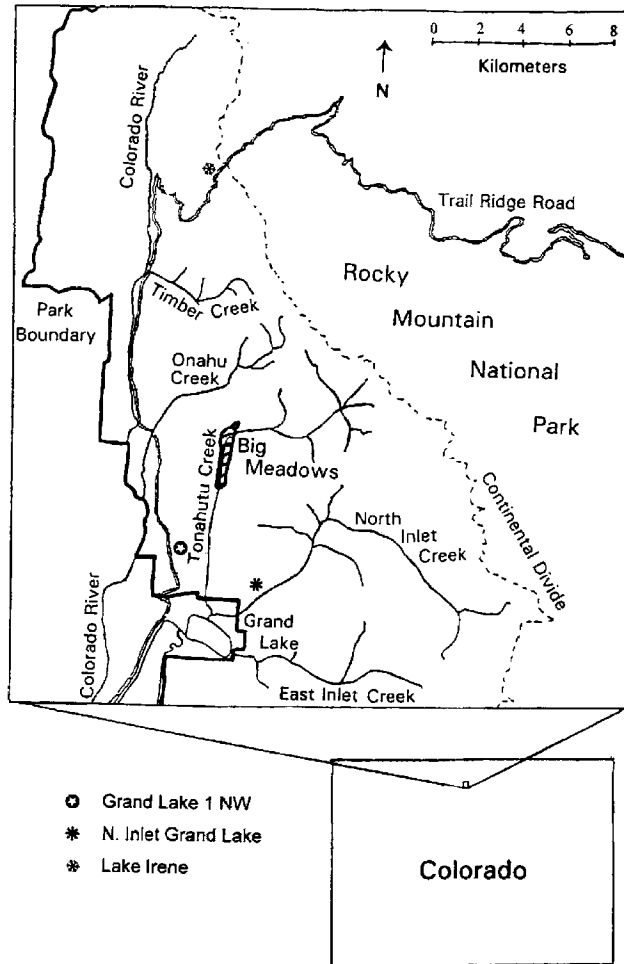 0 2 4 6 8
Kilometers
N
Colorado River
Trail Ridge Road
Rocky
Mountain
National
Park
Park
Boundary
Timber Creek
Onahu
Creek
Big
Meadows
Tonahutu Creek
North
Inlet
Creek
Continental Divide
Grand
Lake
Colorado River
East Inlet Creek
Grand Lake 1 NW
N. Inlet Grand Lake
Lake Irene
Colorado